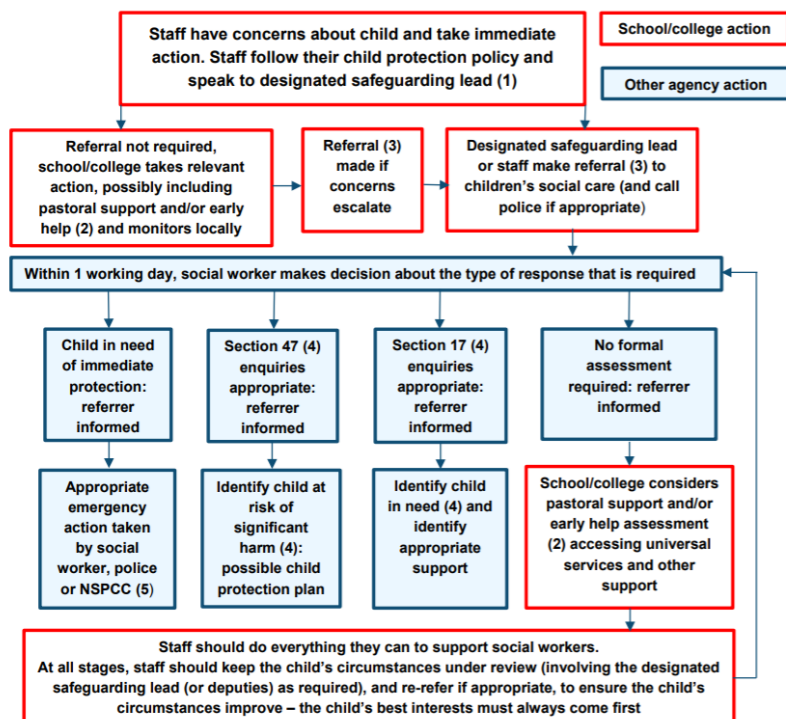 Staff have concerns about child and take immediate
action. Staff follow their child protection policy and
speak to designated safeguarding lead (1)
School/college action
Other agency action
Referral not required,
school/college takes relevant
action, possibly including
pastoral support and/or early
help (2) and monitors locally
Referral (3)
made if
concerns
escalate
Designated safeguarding lead
or staff make referral (3) to
children's social care (and call
police if appropriate)
Within 1 working day, social worker makes decision about the type of response that is required
Child in need
of immediate
protection:
referrer
informed
Section 47 (4)
enquiries
appropriate:
referrer
informed
Section 17 (4)
enquiries
appropriate:
referrer
informed
No formal
assessment
required: referrer
informed
Appropriate
emergency
action taken
by social
worker, police
or NSPCC (5)
Identify child at
risk of
significant
harm (4):
possible child
protection plan
Identify child
in need (4) and
identify
appropriate
support
School/college considers
pastoral support and/or
early help assessment
(2) accessing universal
services and other
support
Staff should do everything they can to support social workers.
At all stages, staff should keep the child's circumstances under review (involving the designated
safeguarding lead (or deputies) as required), and re-refer if appropriate, to ensure the child's
circumstances improve – the child's best interests must always come first